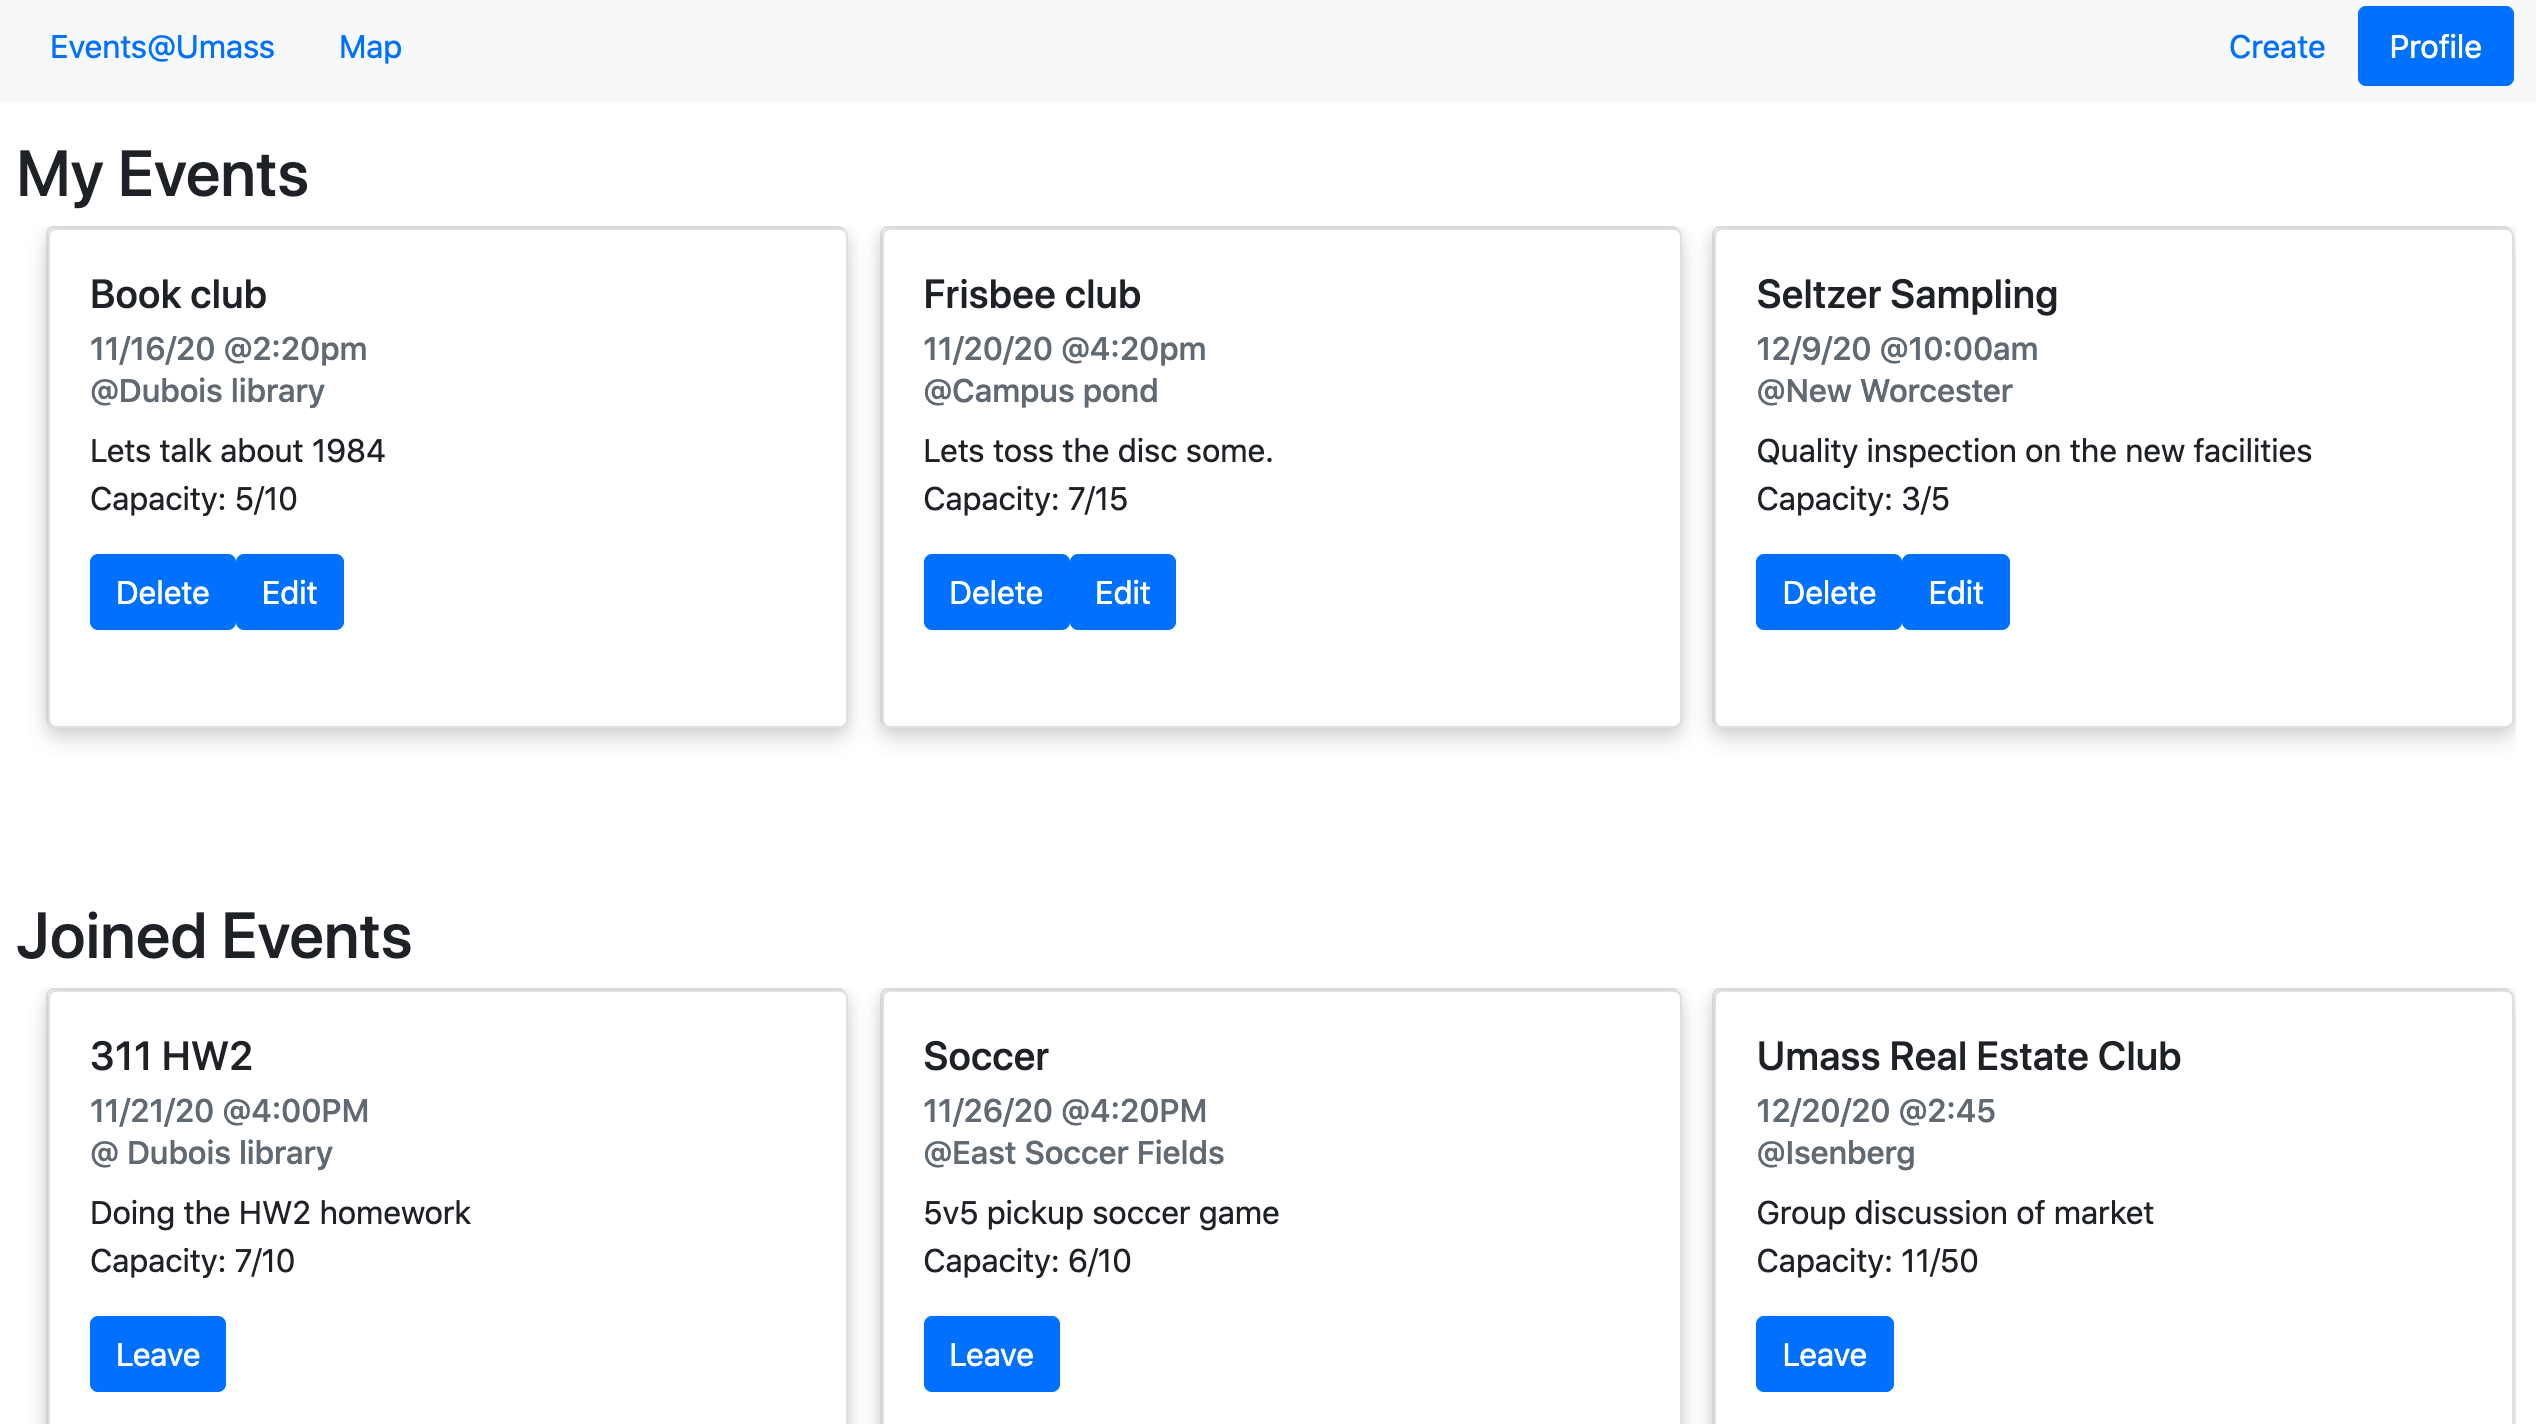 Events@Umass Map Create Profile
My Events
Book club
11/16/20 @2:20pm
@Dubois library
Lets talk about 1984
Capacity: 5/10
Delete Edit
Frisbee club
11/20/20 @4:20pm
@Campus pond
Lets toss the disc some.
Capacity: 7/15
Delete Edit
Seltzer Sampling
12/9/20 @10:00am
@New Worcester
Quality inspection on the new facilities
Capacity: 3/5
Delete Edit
Joined Events
311 HW2
11/21/20 @4:00PM
@ Dubois library
Doing the HW2 homework
Capacity: 7/10
Leave
Soccer
11/26/20 @4:20PM
@East Soccer Fields
5v5 pickup soccer game
Capacity: 6/10
Leave
Umass Real Estate Club
12/20/20 @2:45
@Isenberg
Group discussion of market
Capacity: 11/50
Leave